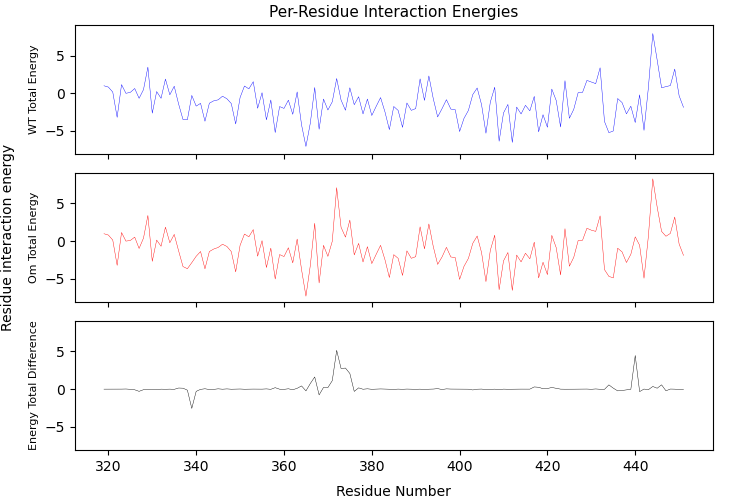 Per-Residue Interaction Energies
Residue interaction energy
WT Total Energy
5
0
−5
Om Total Energy
5
0
−5
Energy Total Difference
5
0
−5
320 340 360 380 400 420 440
Residue Number